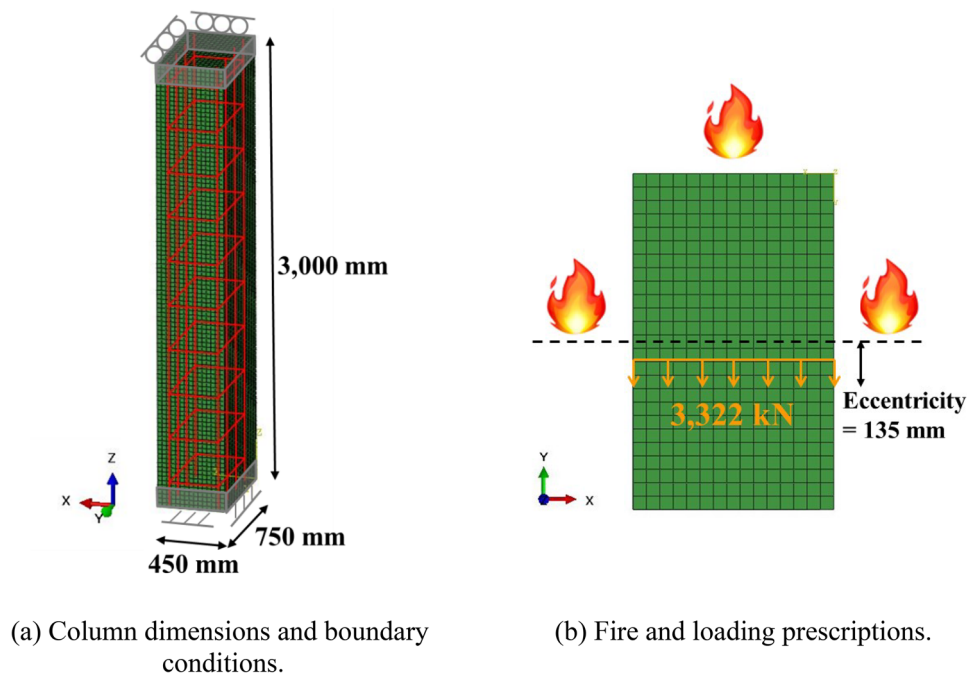 3,000 mm
Z
X
Y
750 mm
450 mm
3,322 kN
Eccentricity
= 135 mm
Y
X
(a) Column dimensions and boundary
conditions.
(b) Fire and loading prescriptions.